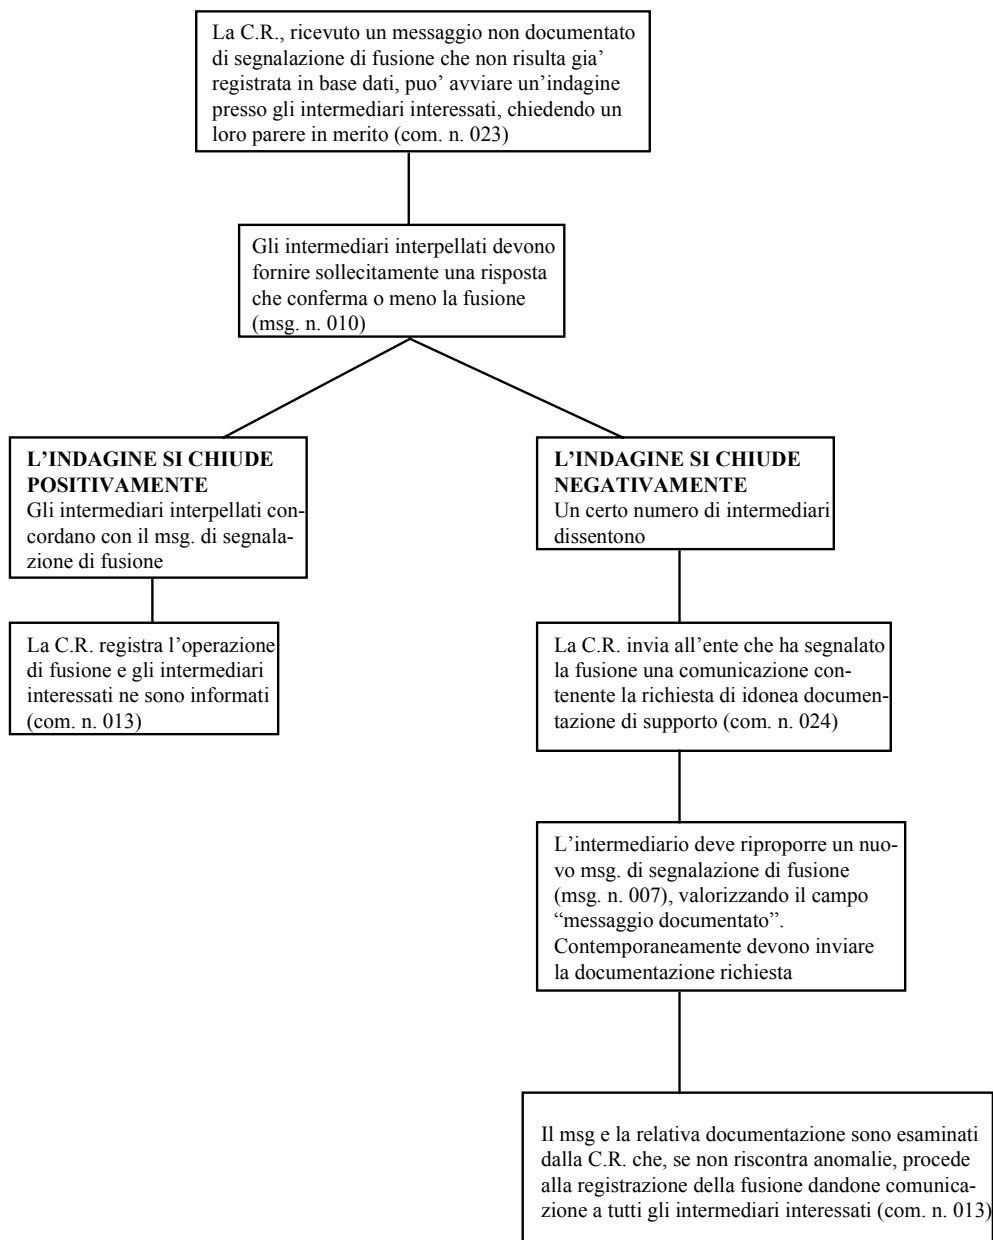 La C.R., ricevuto un messaggio non documentato
di segnalazione di fusione che non risulta gia'
registrata in base dati, puo' avviare un'indagine
presso gli intermediari interessati, chiedendo un
loro parere in merito (com. n. 023)
Gli intermediari interpellati devono
fornire sollecitamente una risposta
che conferma o meno la fusione
(msg. n. 010)
L'INDAGINE SI CHIUDE
POSITIVAMENTE
Gli intermediari interpellati con-
cordano con il msg. di segnala-
zione di fusione
La C.R. registra l'operazione
di fusione e gli intermediari
interessati ne sono informati
(com. n. 013)
L'INDAGINE SI CHIUDE
NEGATIVAMENTE
Un certo numero di intermediari
dissentono
La C.R. invia all'ente che ha segnalato
la fusione una comunicazione con-
tenente la richiesta di idonea documen-
tazione di supporto (com. n. 024)
L'intermediario deve riproporre un nuo-
vo msg. di segnalazione di fusione
(msg. n. 007), valorizzando il campo
“messaggio documentato”.
Contemporaneamente devono inviare
la documentazione richiesta
Il msg e la relativa documentazione sono esaminati
dalla C.R. che, se non riscontra anomalie, procede
alla registrazione della fusione dandone comunica-
zione a tutti gli intermediari interessati (com. n. 013)